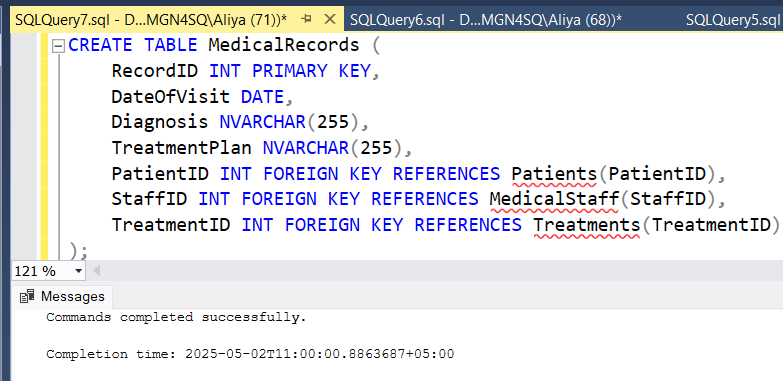 SQLQuery7.sql - D...MGN4SQ\Aliya (71))* SQLQuery6.sql - D...MGN4SQ\Aliya (68))* SQLQuery5.sql
CREATE TABLE MedicalRecords (
RecordID INT PRIMARY KEY,
DateOfVisit DATE,
Diagnosis NVARCHAR(255),
TreatmentPlan NVARCHAR(255),
PatientID INT FOREIGN KEY REFERENCES Patients(PatientID),
StaffID INT FOREIGN KEY REFERENCES MedicalStaff(StaffID),
TreatmentID INT FOREIGN KEY REFERENCES Treatments(TreatmentID)
);
121 %
Messages
Commands completed successfully.
Completion time: 2025-05-02T11:00:00.8863687+05:00